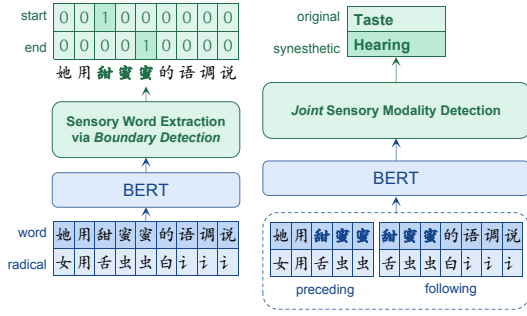 start 0 0 1 0 0 0 0 0 0
end 0 0 0 0 1 0 0 0 0
她 用 甜 蜜 蜜 的 语 调 说
Sensory Word Extraction
via Boundary Detection
BERT
word 她 用 甜 蜜 蜜 的 语 调 说
radical 女 用 舌 虫 虫 白 讠 讠 讠
original Taste
synesthetic Hearing
Joint Sensory Modality Detection
BERT
她 用 甜 蜜 蜜 甜 蜜 蜜 的 语 调 说
女 用 舌 虫 虫 舌 虫 虫 白 讠 讠 讠
preceding following